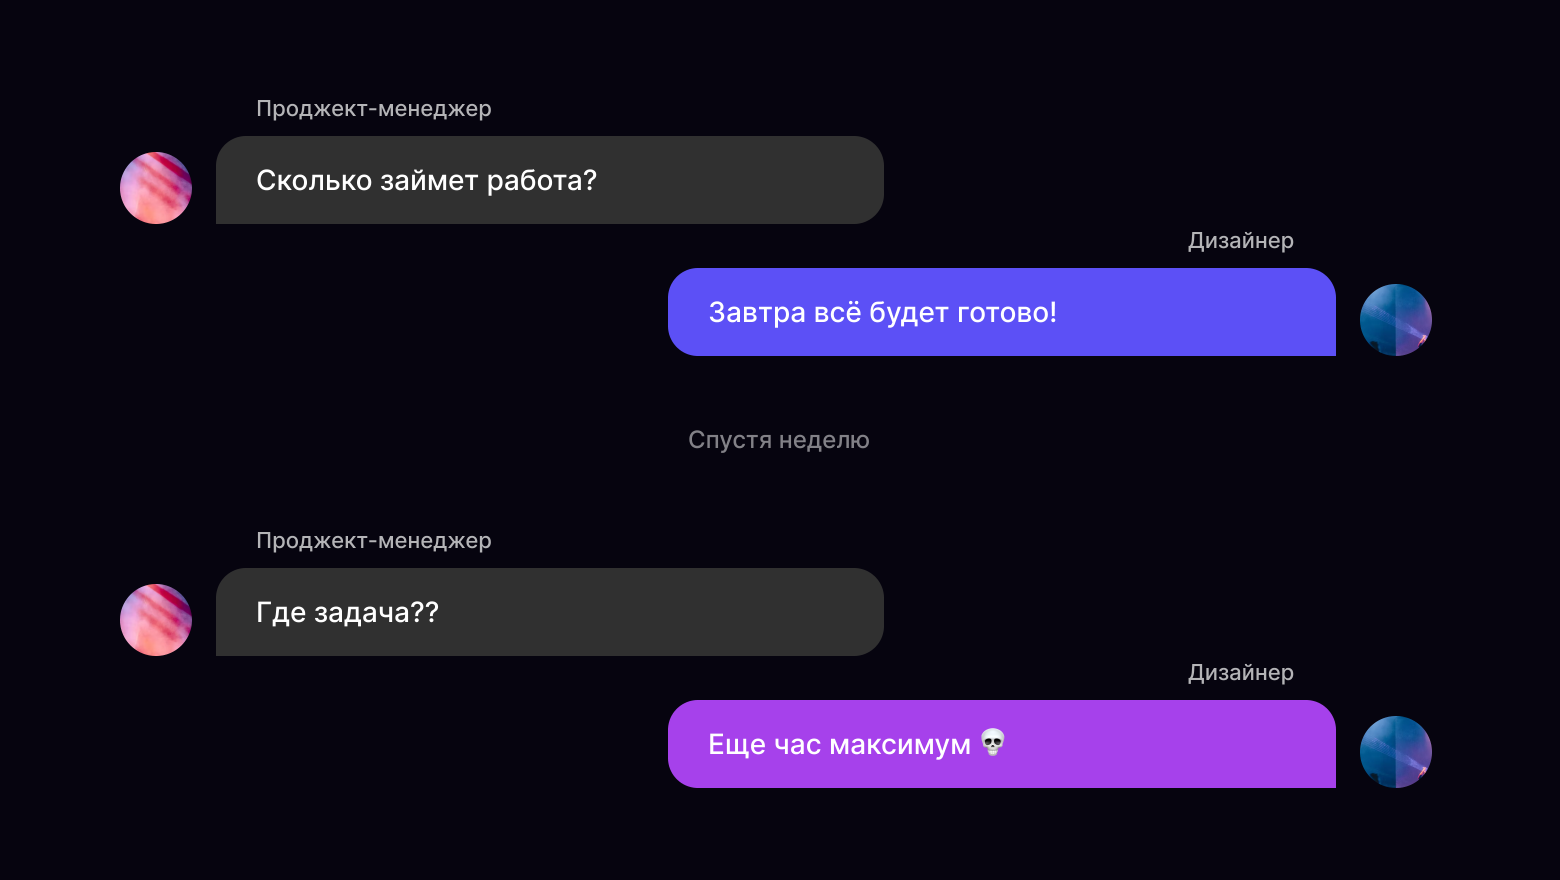 Проджект-менеджер
Сколько займет работа?
Дизайнер
Завтра всё будет готово!
Спустя неделю
Проджект-менеджер
Где задача??
Дизайнер
Еще час максимум 💀